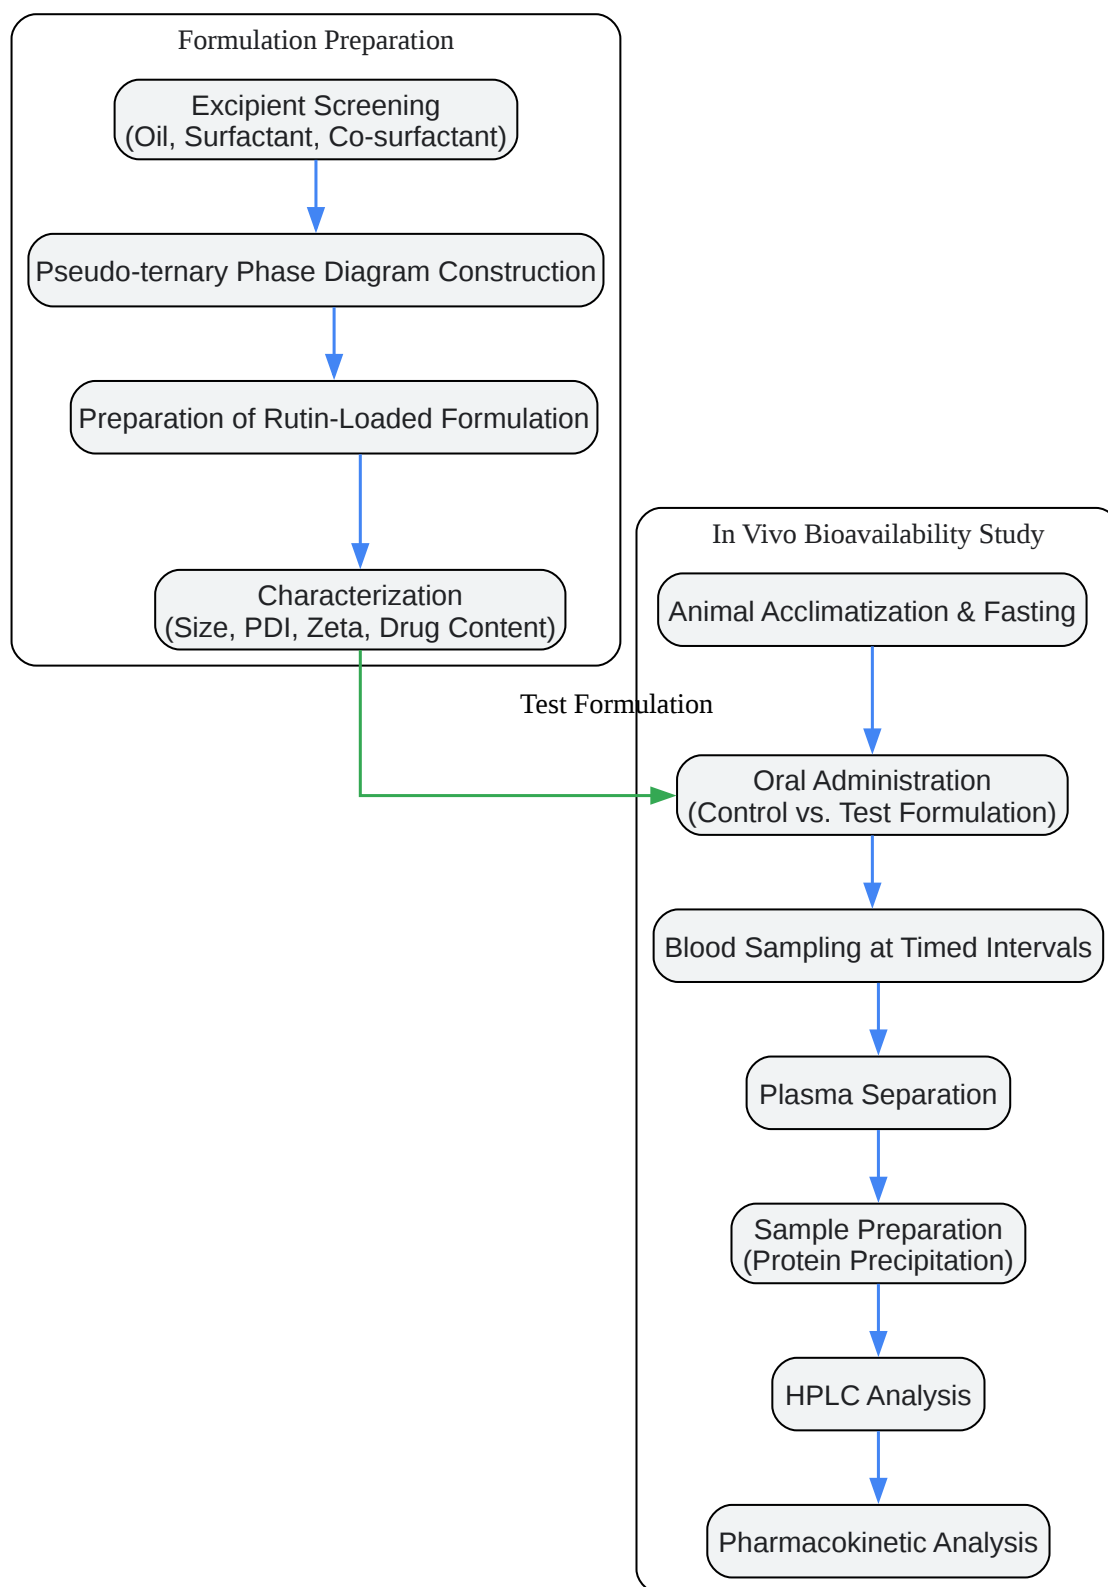 Formulation Preparation
Excipient Screening
(Oil, Surfactant, Co-surfactant)
Pseudo-ternary Phase Diagram Construction
Preparation of Rutin-Loaded Formulation
Characterization
(Size, PDI, Zeta, Drug Content)
Test Formulation
In Vivo Bioavailability Study
Animal Acclimatization & Fasting
Oral Administration
(Control vs. Test Formulation)
Blood Sampling at Timed Intervals
Plasma Separation
Sample Preparation
(Protein Precipitation)
HPLC Analysis
Pharmacokinetic Analysis